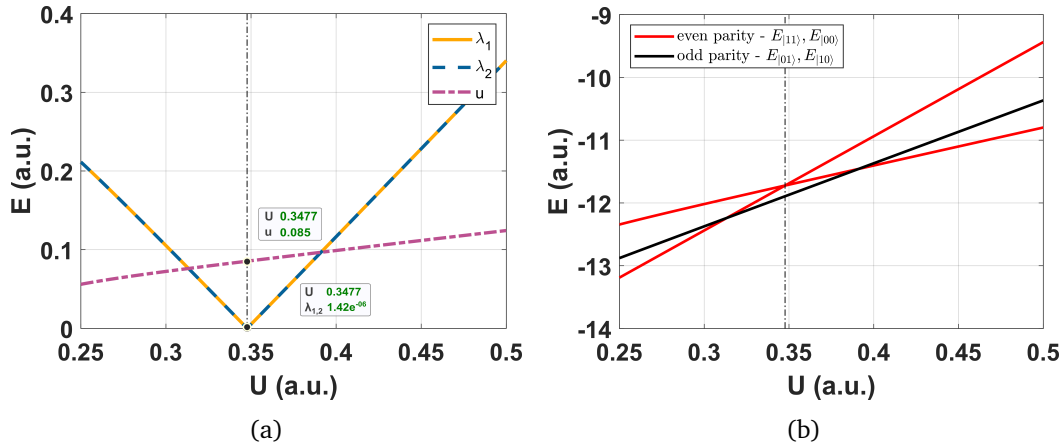 0.4
0.3
0.2
0.1
0
E (a.u.)
λ1
λ2
u
U 0.3477
u 0.085
U 0.3477
λ1,2 1.42e-06
0.25 0.3 0.35 0.4 0.45 0.5
U (a.u.)
(a)
-9
-10
-11
-12
-13
-14
E (a.u.)
even parity - E|11⟩, E|00⟩
odd parity - E|01⟩, E|10⟩
0.25 0.3 0.35 0.4 0.45 0.5
U (a.u.)
(b)